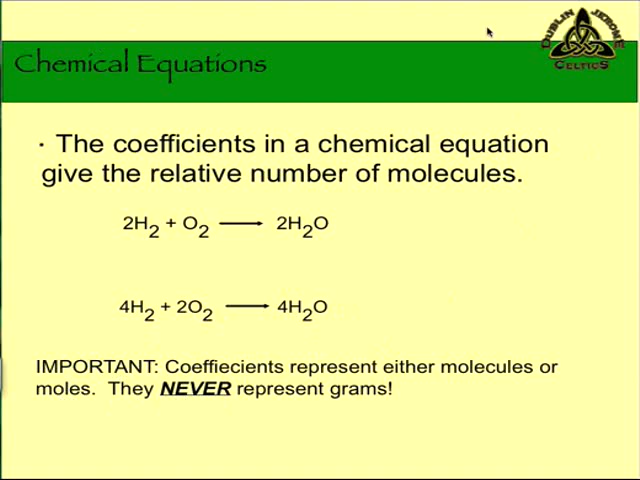 DUBLIN JEROME
CELTICS
Chemical Equations
· The coefficients in a chemical equation
give the relative number of molecules.
2H₂ + O₂ ⟶ 2H₂O
4H₂ + 2O₂ ⟶ 4H₂O
IMPORTANT: Coeffiecients represent either molecules or
moles. They NEVER represent grams!